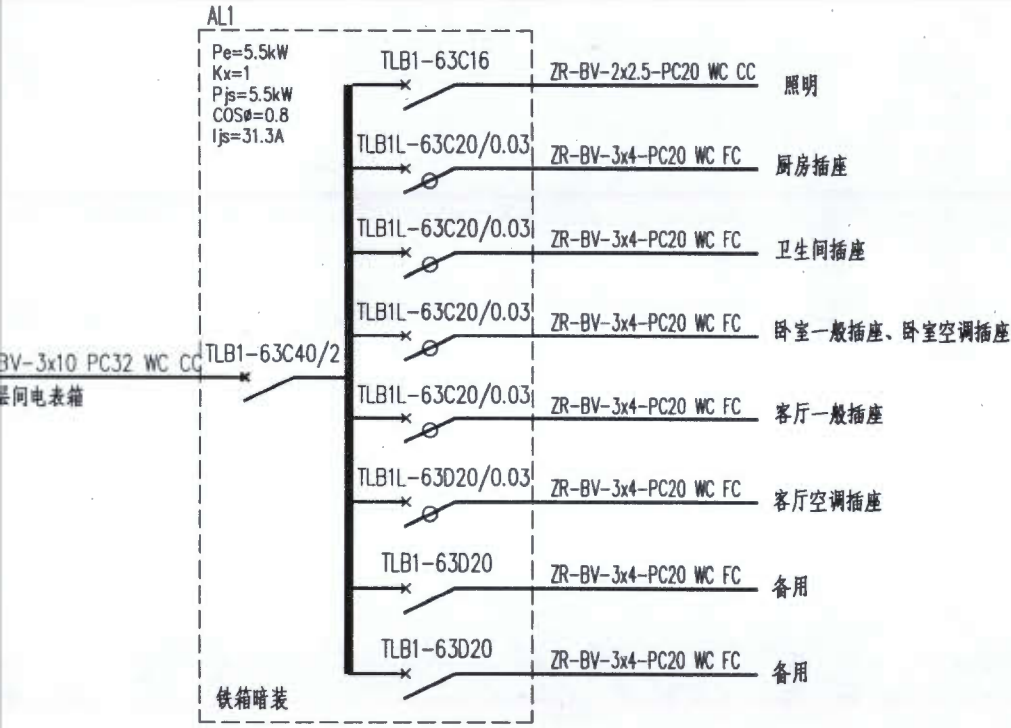 AL1
Pe=5.5kW
Kx=1
Pjs=5.5kW
COSø=0.8
Ijs=31.3A
TLB1-63C16
ZR-BV-2x2.5-PC20 WC CC
照明
TLB1L-63C20/0.03
ZR-BV-3x4-PC20 WC FC
厨房插座
TLB1L-63C20/0.03
ZR-BV-3x4-PC20 WC FC
卫生间插座
TLB1L-63C20/0.03
ZR-BV-3x4-PC20 WC FC
卧室一般插座、卧室空调插座
BV-3x10 PC32 WC CC
层间电表箱
TLB1-63C40/2
TLB1L-63C20/0.03
ZR-BV-3x4-PC20 WC FC
客厅一般插座
TLB1L-63D20/0.03
ZR-BV-3x4-PC20 WC FC
客厅空调插座
TLB1-63D20
ZR-BV-3x4-PC20 WC FC
备用
TLB1-63D20
ZR-BV-3x4-PC20 WC FC
备用
铁箱暗装